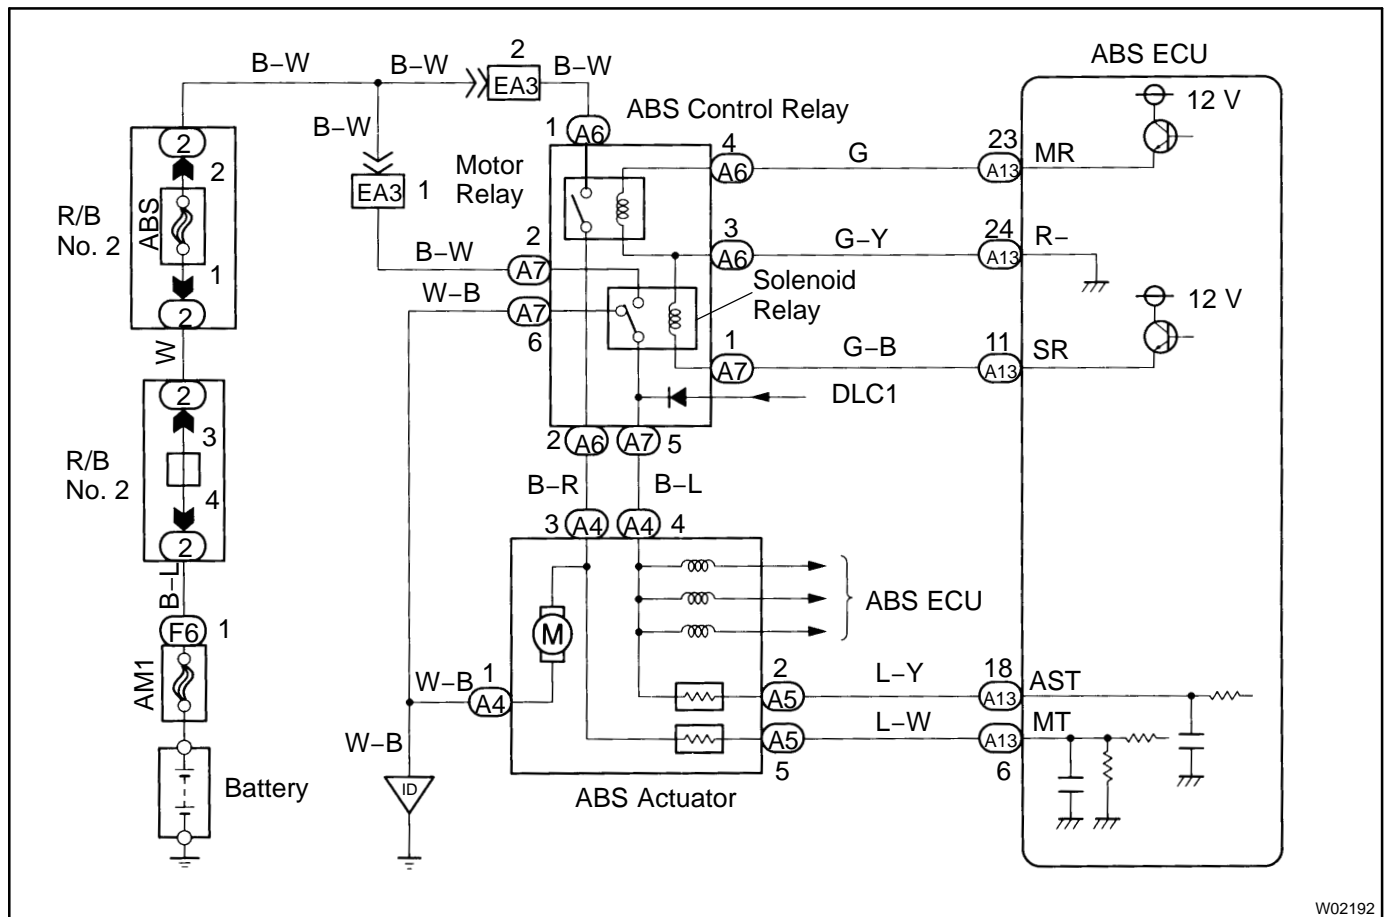 ABS ECU
2
B–W
B–W
EA3
B–W
12 V
B–W
ABS Control Relay
1
A6
4
A6
G
23
A13
MR
2
2
Motor
Relay
EA3
1
R/B
No. 2
ABS
1
2
3
A6
G–Y
24
A13
R–
B–W
2
A7
Solenoid
Relay
W–B
A7
6
12 V
W
1
A7
G–B
11
A13
SR
DLC1
2
3
R/B
No. 2
4
2
2
A6
A7
5
B–R
B–L
3
A4
A4
4
B–L
F6
1
AM1
M
ABS ECU
W–B
1
A4
2
A5
L–Y
18
A13
AST
L–W
A5
5
A13
6
MT
W–B
ID
Battery
ABS Actuator
W02192